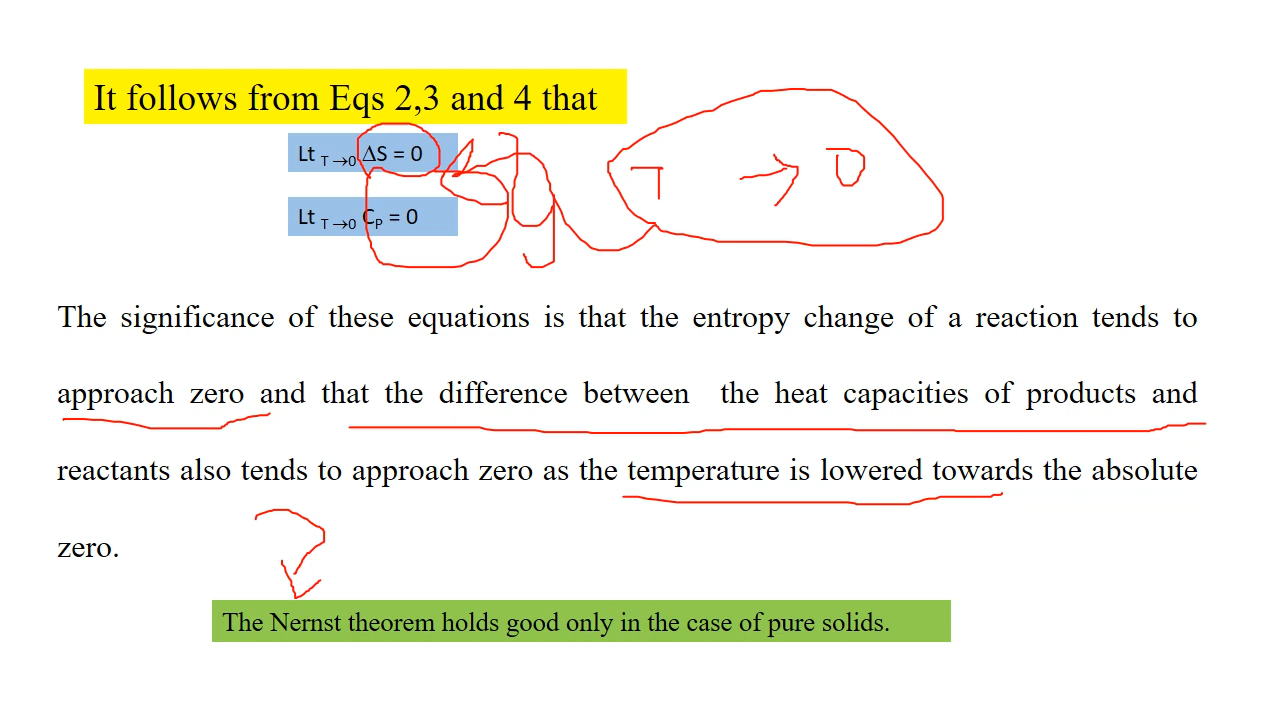 It follows from Eqs 2,3 and 4 that
Lt T→0 ΔS = 0
Lt T→0 CP = 0
T → 0
The significance of these equations is that the entropy change of a reaction tends to
approach zero and that the difference between the heat capacities of products and
reactants also tends to approach zero as the temperature is lowered towards the absolute
zero.
The Nernst theorem holds good only in the case of pure solids.